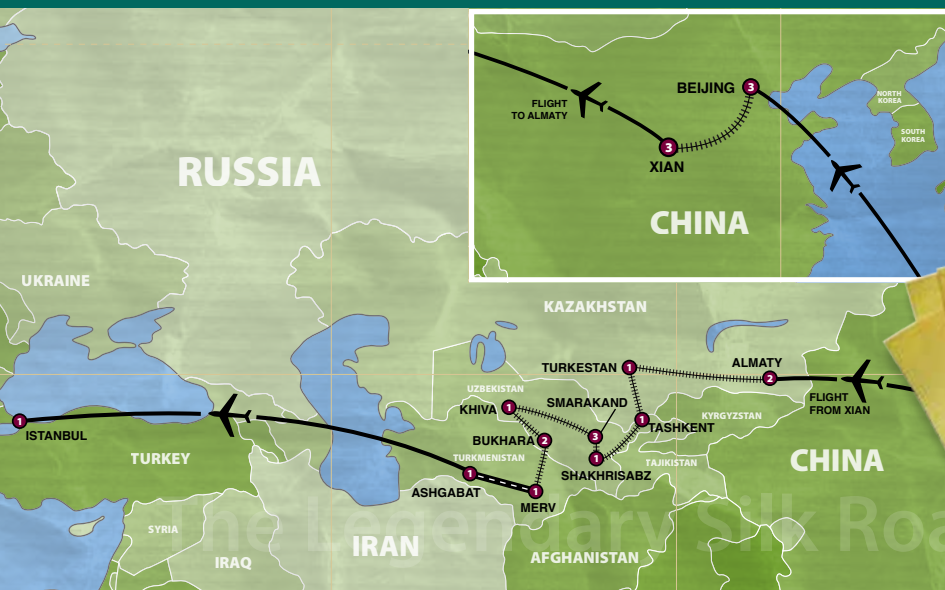 BEIJING
3
NORTH
KOREA
FLIGHT
TO ALMATY
SOUTH
KOREA
3
XIAN
RUSSIA
CHINA
UKRAINE
KAZAKHSTAN
TURKESTAN
1
ALMATY
2
UZBEKISTAN
FLIGHT
FROM XIAN
KHIVA
1
SMARAKAND
KYRGYZSTAN
1
ISTANBUL
1
TASHKENT
BUKHARA
2
3
TURKEY
TURKMENISTAN
1
TAJIKISTAN
CHINA
SHAKHRISABZ
1
ASHGABAT
1
MERV
SYRIA
The Legendary Silk Roa
IRAN
IRAQ
AFGHANISTAN